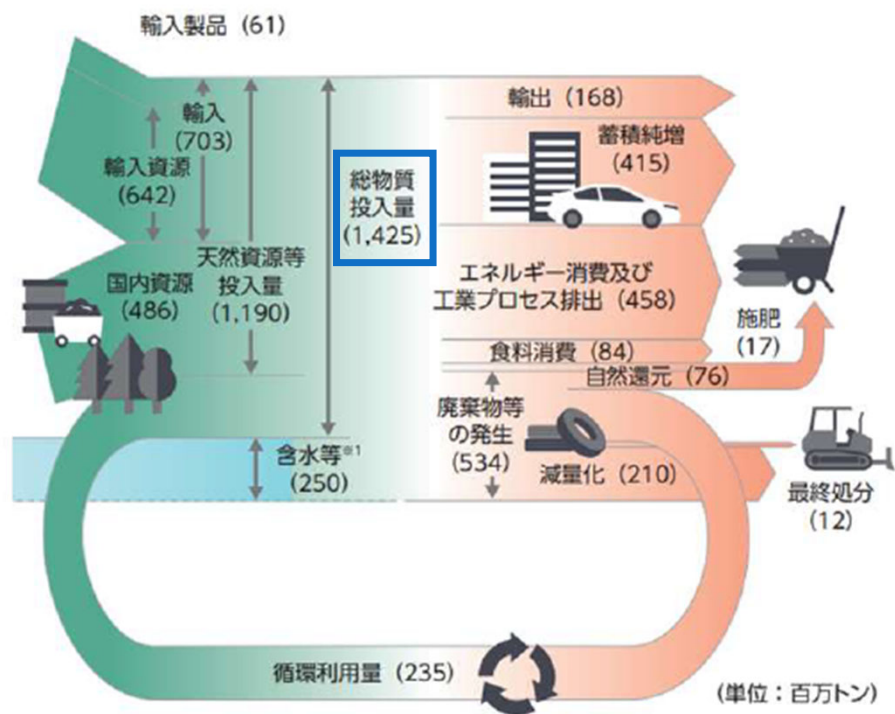 輸入製品 (61)
輸入
(703)
輸入資源
(642)
国内資源
(486)
天然資源等
投入量
(1,190)
総物質
投入量
(1,425)
含水等※1
(250)
輸出 (168)
蓄積純増
(415)
エネルギー消費及び
工業プロセス排出 (458)
食料消費 (84)
自然還元 (76)
施肥
(17)
廃棄物等
の発生
(534)
減量化 (210)
最終処分
(12)
循環利用量 (235)
(単位：百万トン)